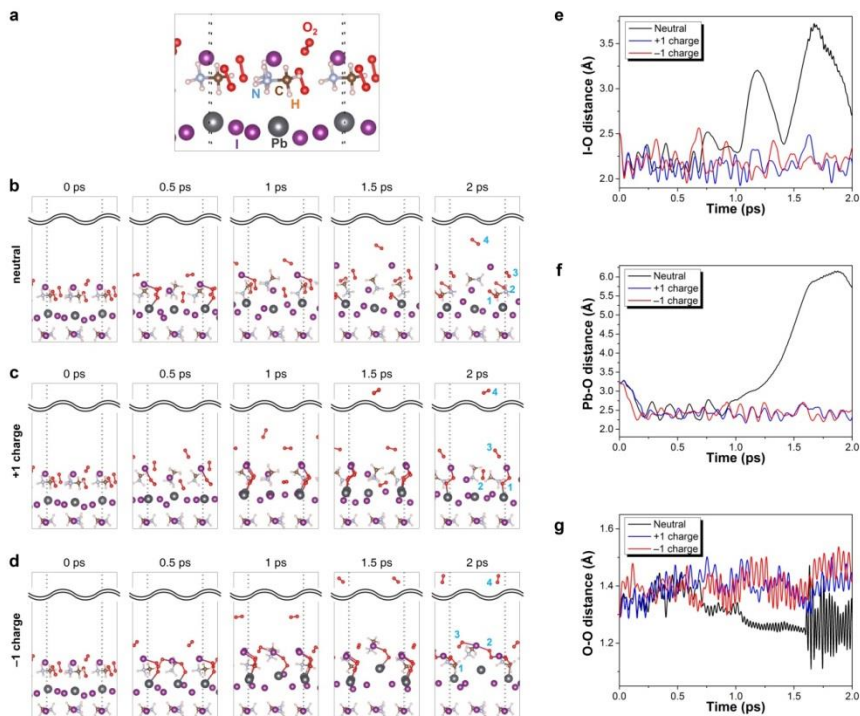 a
O₂
N
C
H
I
Pb
b
0 ps 0.5 ps 1 ps 1.5 ps 2 ps
neutral
4
3
2
1
c
0 ps 0.5 ps 1 ps 1.5 ps 2 ps
+1 charge
4
3
2
1
d
0 ps 0.5 ps 1 ps 1.5 ps 2 ps
–1 charge
4
3
2
1
e
Neutral
+1 charge
–1 charge
I-O distance (Å)
3.5
3.0
2.5
2.0
0.0 0.5 1.0 1.5 2.0
Time (ps)
f
Neutral
+1 charge
–1 charge
Pb-O distance (Å)
6.0
5.5
5.0
4.5
4.0
3.5
3.0
2.5
2.0
0.0 0.5 1.0 1.5 2.0
Time (ps)
g
Neutral
+1 charge
–1 charge
O-O distance (Å)
1.6
1.4
1.2
0.0 0.5 1.0 1.5 2.0
Time (ps)